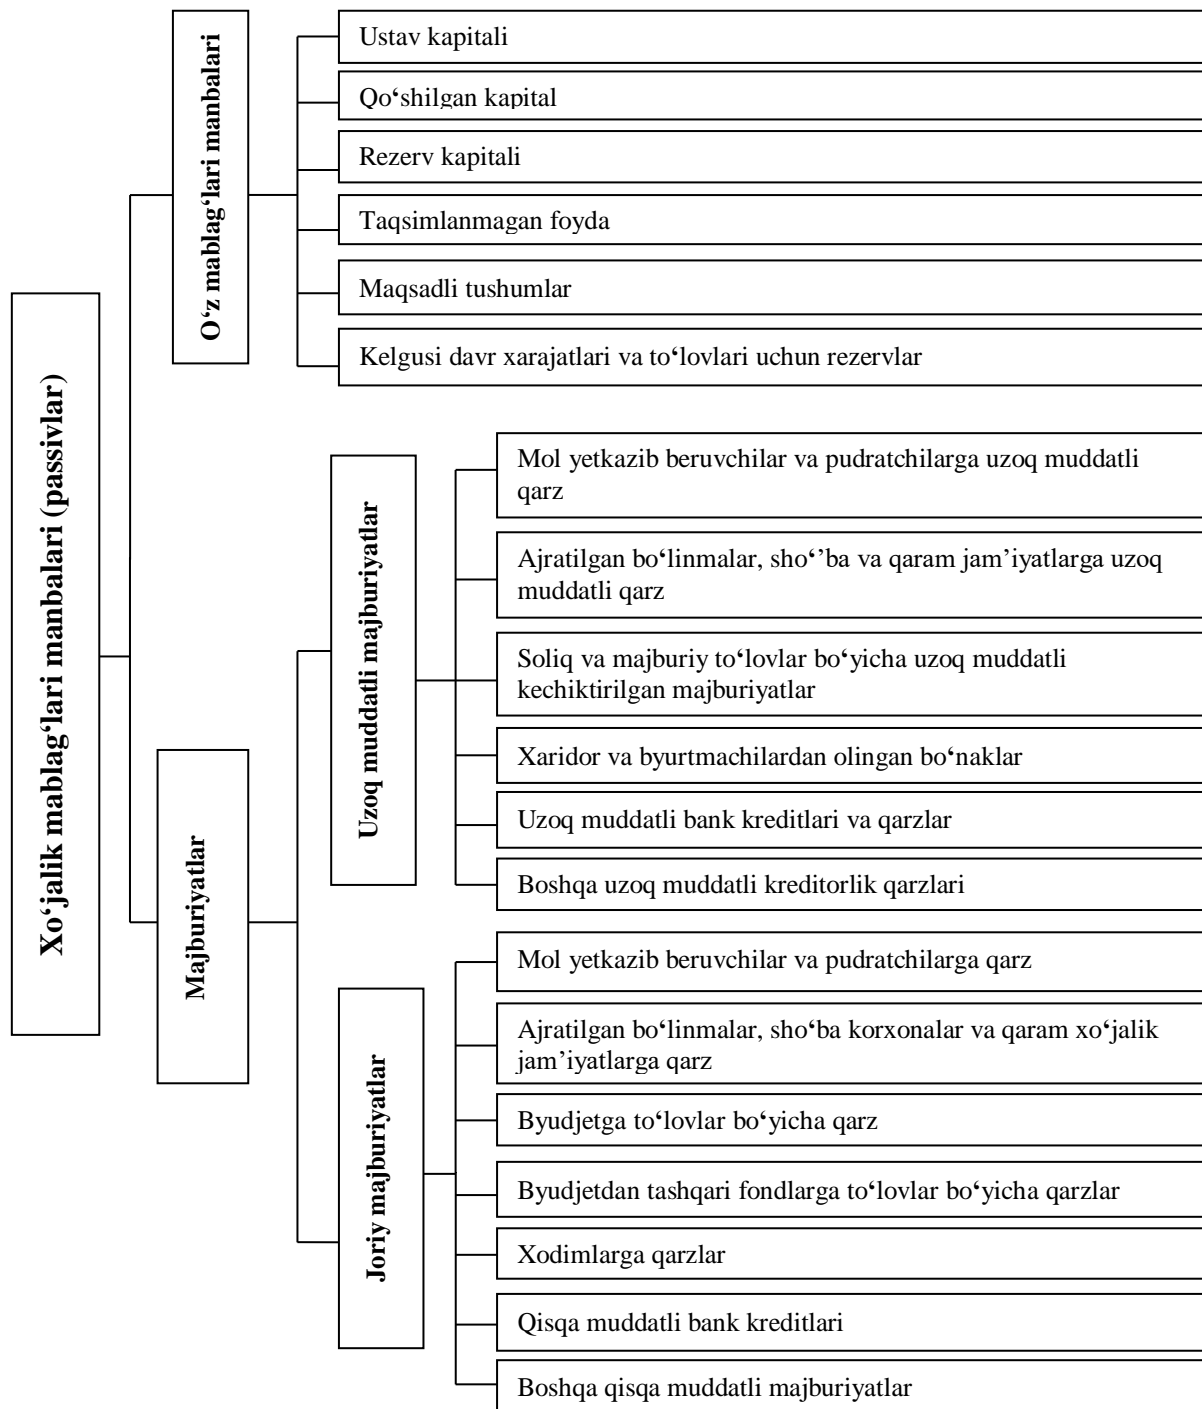 Xo‘jalik mablag‘lari manbalari (passivlar)
O‘z mablag‘lari manbalari
Ustav kapitali
Qo‘shilgan kapital
Rezerv kapitali
Taqsimlanmagan foyda
Maqsadli tushumlar
Kelgusi davr xarajatlari va to‘lovlari uchun rezervlar
Majburiyatlar
Uzoq muddatli majburiyatlar
Mol yetkazib beruvchilar va pudratchilarga uzoq muddatli
qarz
Ajratilgan bo‘linmalar, sho‘’ba va qaram jam’iyatlarga uzoq
muddatli qarz
Soliq va majburiy to‘lovlar bo‘yicha uzoq muddatli
kechiktirilgan majburiyatlar
Xaridor va byurtmachilardan olingan bo‘naklar
Uzoq muddatli bank kreditlari va qarzlar
Boshqa uzoq muddatli kreditorlik qarzlari
Joriy majburiyatlar
Mol yetkazib beruvchilar va pudratchilarga qarz
Ajratilgan bo‘linmalar, sho‘ba korxonalar va qaram xo‘jalik
jam’iyatlarga qarz
Byudjetga to‘lovlar bo‘yicha qarz
Byudjetdan tashqari fondlarga to‘lovlar bo‘yicha qarzlar
Xodimlarga qarzlar
Qisqa muddatli bank kreditlari
Boshqa qisqa muddatli majburiyatlar